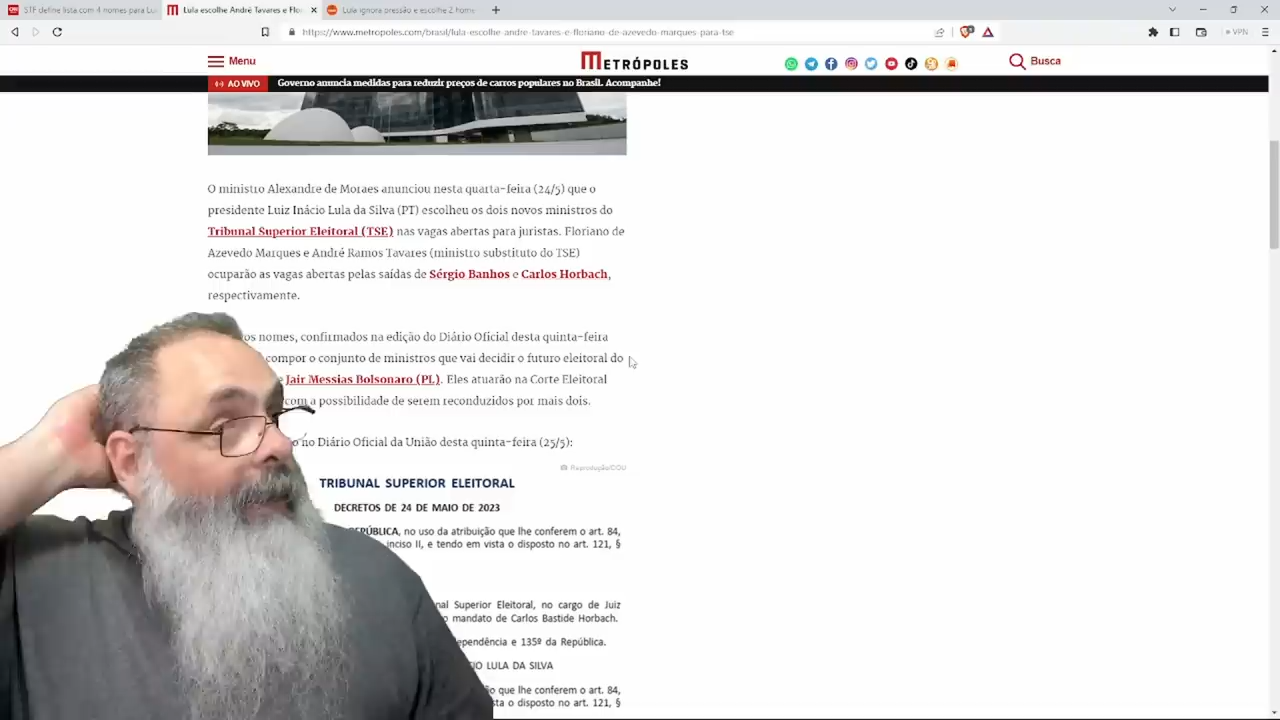 STF define lista com 4 nomes para Lu
Lula escolhe André Tavares e Flor
Lula ignora pressão e escolhe 2 home
https://www.metropoles.com/brasil/lula-escolhe-andre-tavares-e-floriano-de-azevedo-marques-para-tse
VPN
Menu
METRÓPOLES
Busca
AO VIVO
Governo anuncia medidas para reduzir preços de carros populares no Brasil. Acompanhe!
O ministro Alexandre de Moraes anunciou nesta quarta-feira (24/5) que o
presidente Luiz Inácio Lula da Silva (PT) escolheu os dois novos ministros do
Tribunal Superior Eleitoral (TSE) nas vagas abertas para juristas. Floriano de
Azevedo Marques e André Ramos Tavares (ministro substituto do TSE)
ocuparão as vagas abertas pelas saídas de Sérgio Banhos e Carlos Horbach,
respectivamente.
nomes, confirmados na edição do Diário Oficial desta quinta-feira
compor o conjunto de ministros que vai decidir o futuro eleitoral do
Jair Messias Bolsonaro (PL). Eles atuarão na Corte Eleitoral
com a possibilidade de serem reconduzidos por mais dois.
no Diário Oficial da União desta quinta-feira (25/5):
Reprodução/DOU
TRIBUNAL SUPERIOR ELEITORAL
DECRETOS DE 24 DE MAIO DE 2023
REPÚBLICA, no uso da atribuição que lhe conferem o art. 84,
inciso II, e tendo em vista o disposto no art. 121, §
Superior Eleitoral, no cargo de Juiz
mandato de Carlos Bastide Horbach.
135º da República.
LULA DA SILVA
que lhe conferem o art. 84,
o disposto no art. 121, §